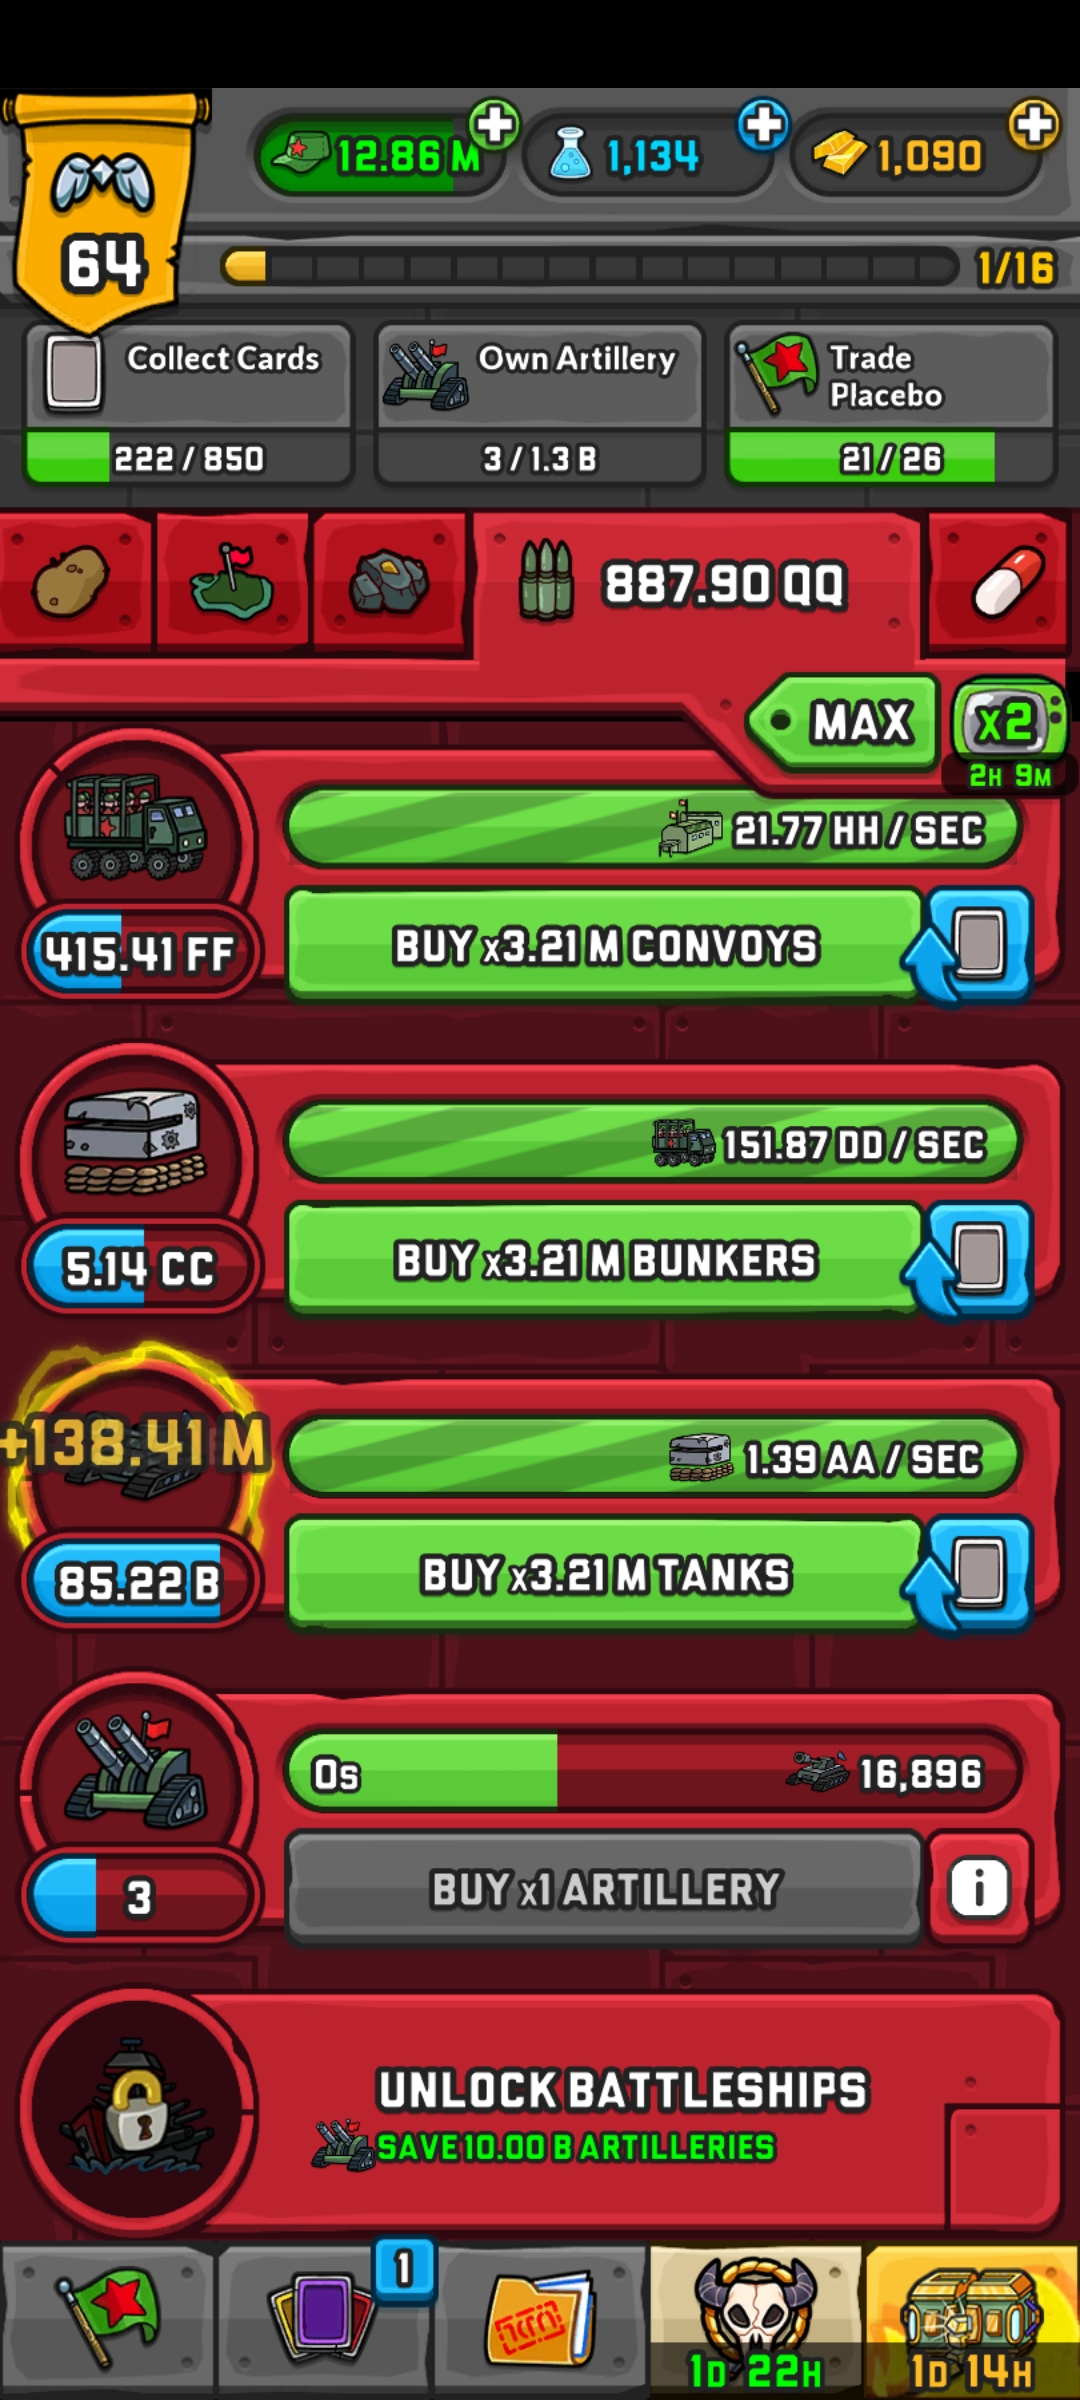 12.86 M
1,134
1,090
64
1/16
Collect Cards
Own Artillery
Trade
Placebo
222 / 850
3 / 1.3 B
21 / 26
887.90 QQ
MAX
x2
2H 9M
21.77 HH / SEC
415.41 FF
BUY x3.21 M CONVOYS
151.87 DD / SEC
5.14 CC
BUY x3.21 M BUNKERS
+138.41 M
1.39 AA / SEC
85.22 B
BUY x3.21 M TANKS
0s
16,896
3
BUY x1 ARTILLERY
i
UNLOCK BATTLESHIPS
SAVE 10.00 B ARTILLERIES
1
1D 22H
1D 14H